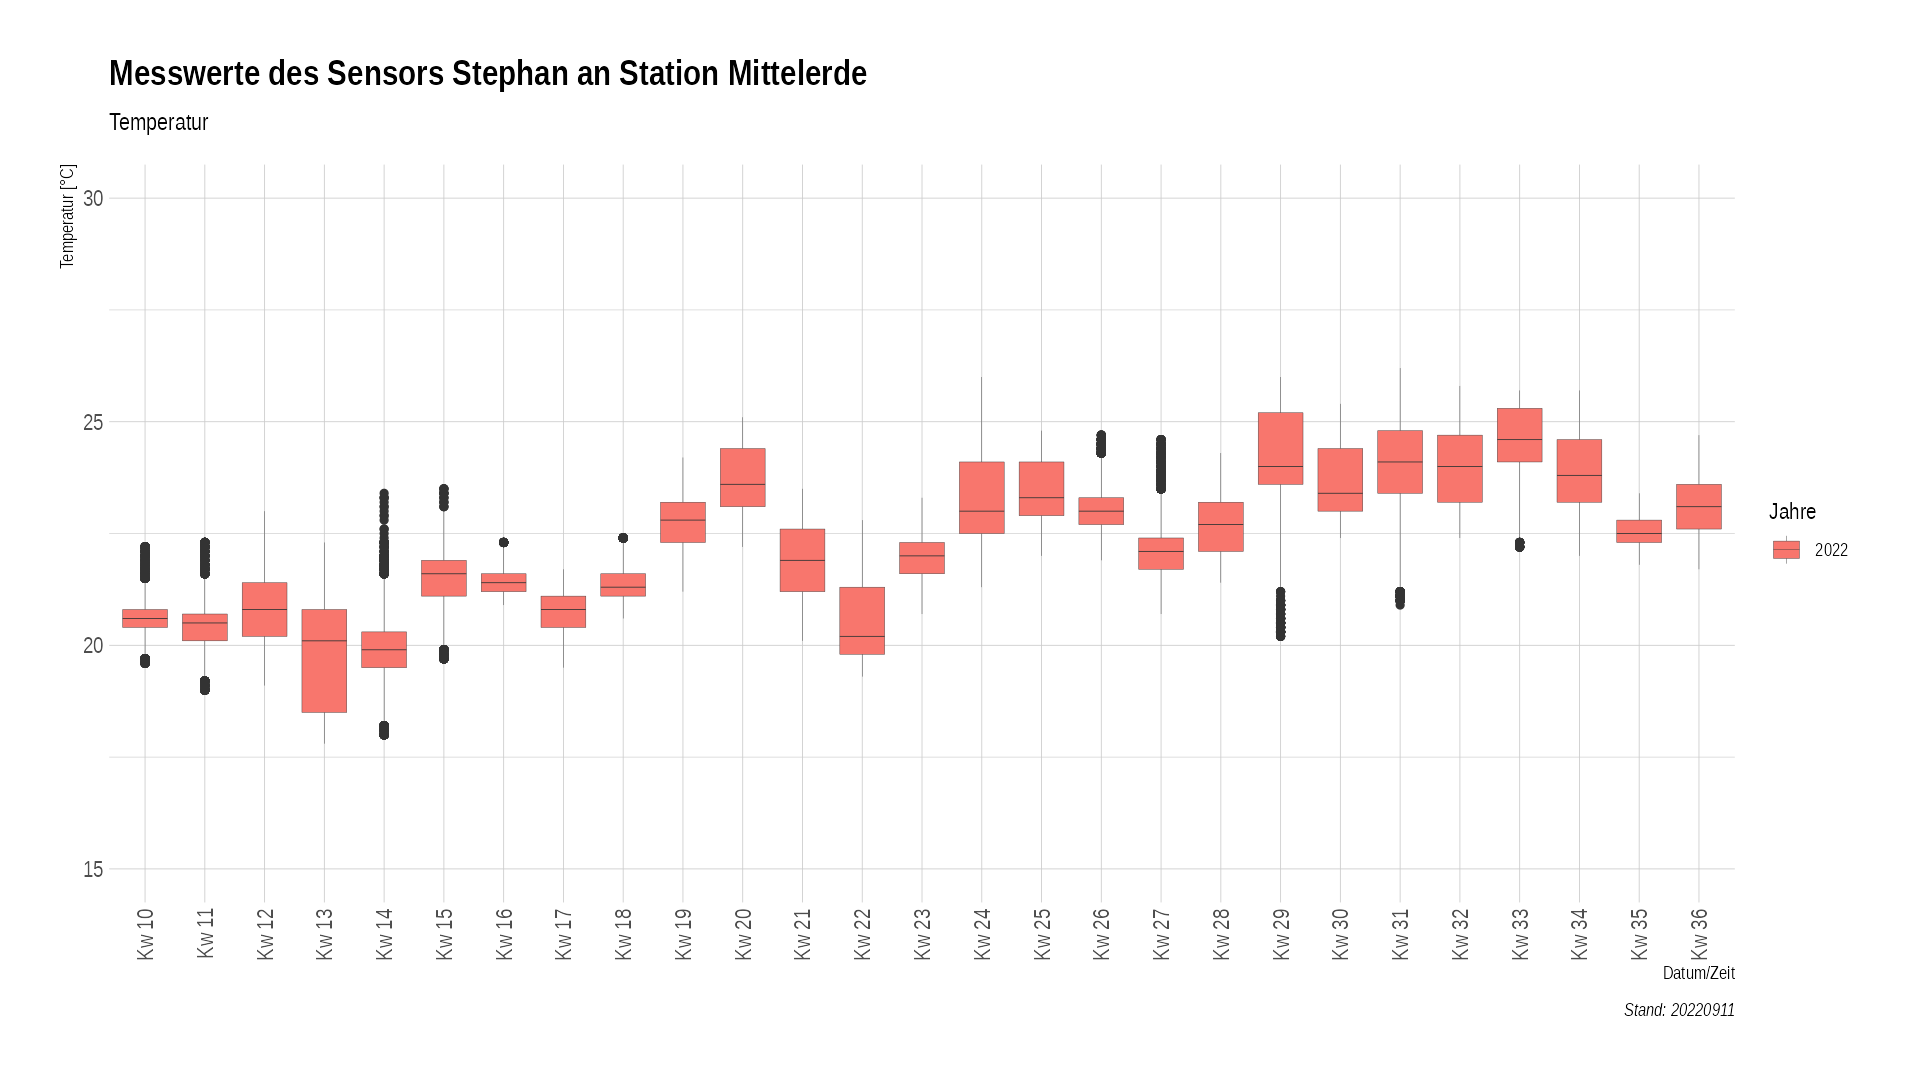 Messwerte des Sensors Stephan an Station Mittelerde
Temperatur
Temperatur [°C]
30
25
20
15
Kw 10
Kw 11
Kw 12
Kw 13
Kw 14
Kw 15
Kw 16
Kw 17
Kw 18
Kw 19
Kw 20
Kw 21
Kw 22
Kw 23
Kw 24
Kw 25
Kw 26
Kw 27
Kw 28
Kw 29
Kw 30
Kw 31
Kw 32
Kw 33
Kw 34
Kw 35
Kw 36
Datum/Zeit
Jahre
2022
Stand: 20220911